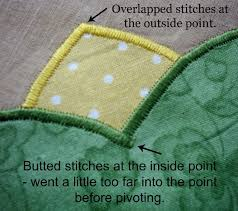 Overlapped stitches at
the outside point.
Butted stitches at the inside point
- went a little too far into the point
before pivoting.